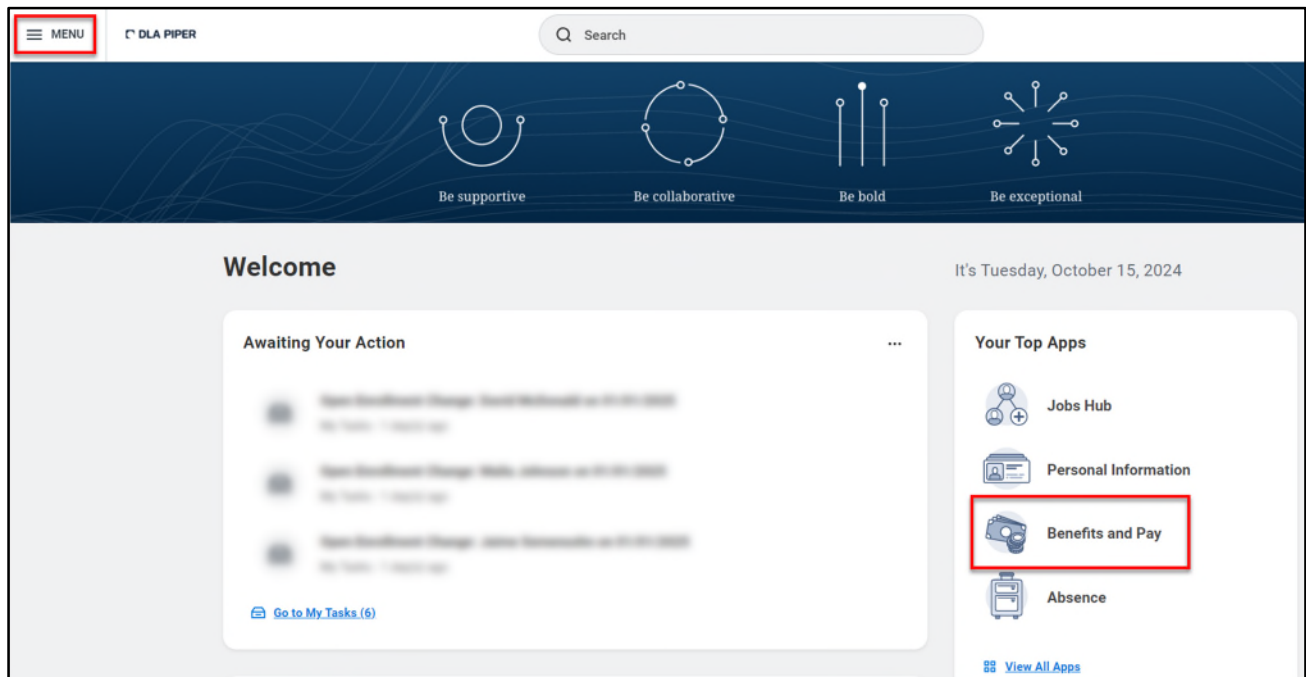 MENU
DLA PIPER
Search
Be supportive
Be collaborative
Be bold
Be exceptional
Welcome
It's Tuesday, October 15, 2024
Awaiting Your Action
Your Top Apps
Jobs Hub
Personal Information
Benefits and Pay
Absence
Go to My Tasks (6)
View All Apps